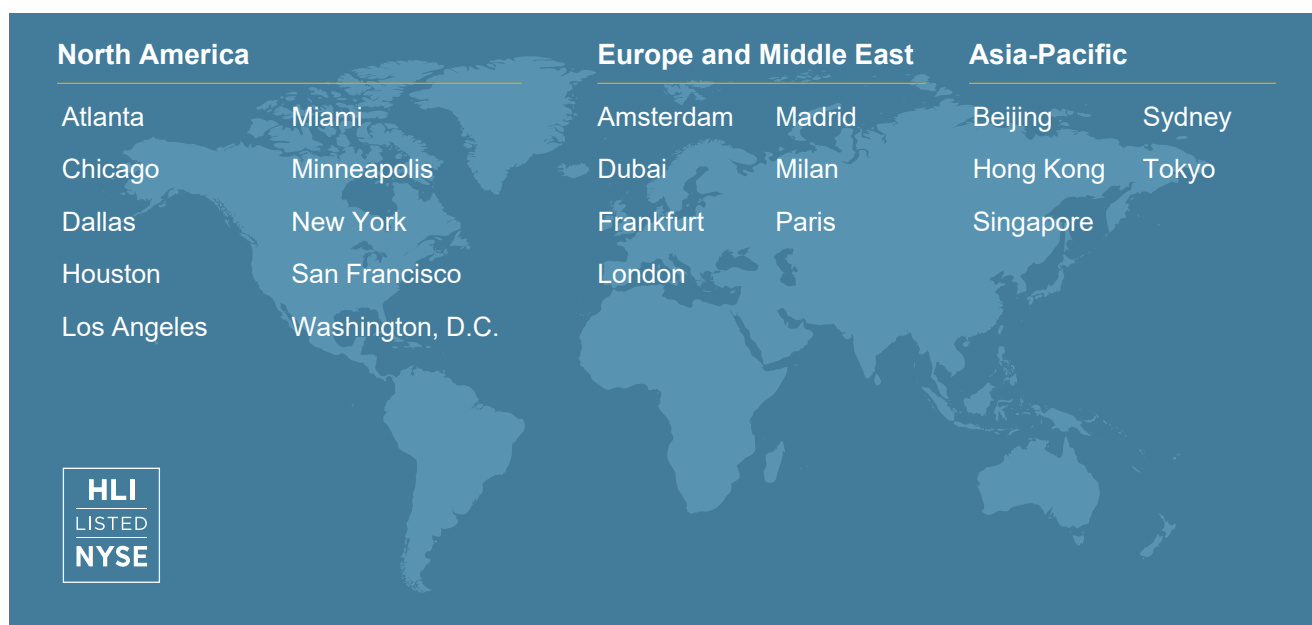 North America
Atlanta
Chicago
Dallas
Houston
Los Angeles
Miami
Minneapolis
New York
San Francisco
Washington, D.C.
Europe and Middle East
Amsterdam
Dubai
Frankfurt
London
Madrid
Milan
Paris
Asia-Pacific
Beijing
Hong Kong
Singapore
Sydney
Tokyo
HLI
LISTED
NYSE